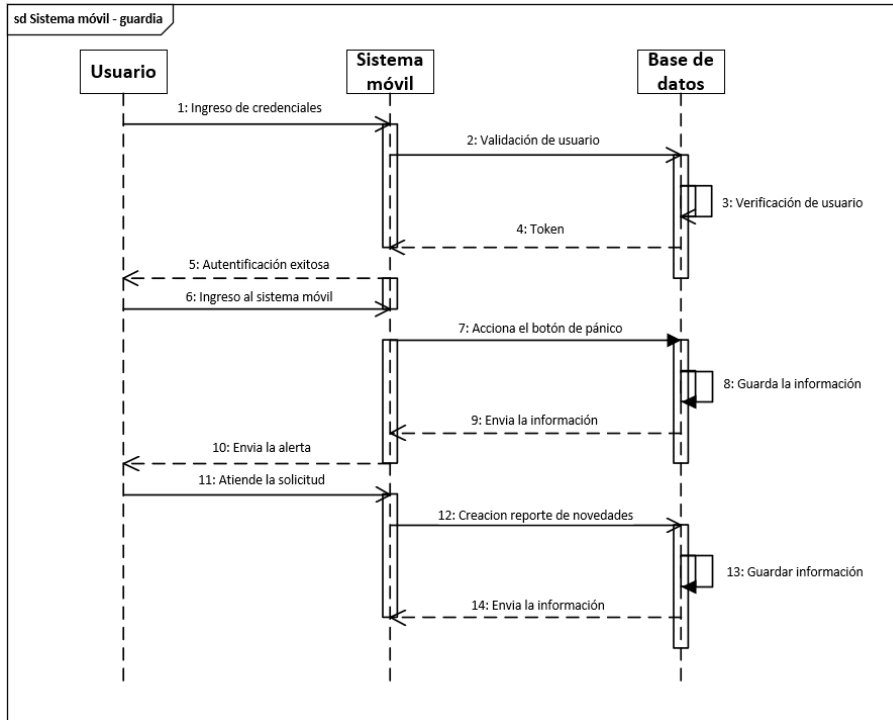 sd Sistema móvil - guardia
Usuario
Sistema
móvil
Base de
datos
1: Ingreso de credenciales
2: Validación de usuario
3: Verificación de usuario
4: Token
5: Autentificación exitosa
6: Ingreso al sistema móvil
7: Acciona el botón de pánico
8: Guarda la información
9: Envia la información
10: Envia la alerta
11: Atiende la solicitud
12: Creacion reporte de novedades
13: Guardar información
14: Envia la información